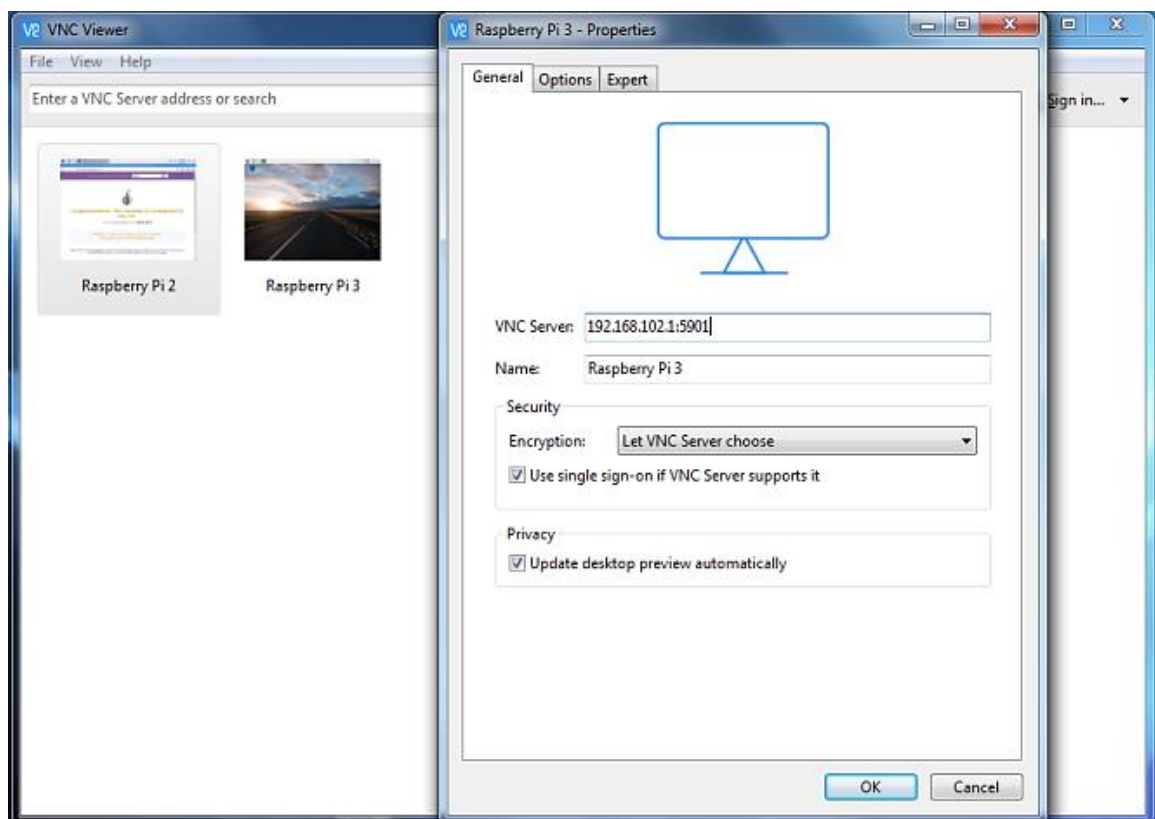 VNC Viewer
File View Help
Enter a VNC Server address or search
Sign in...
Raspberry Pi 2
Raspberry Pi 3
Raspberry Pi 3 - Properties
General Options Expert
VNC Server: 192.168.102.1:5901
Name: Raspberry Pi 3
Security
Encryption: Let VNC Server choose
Use single sign-on if VNC Server supports it
Privacy
Update desktop preview automatically
OK Cancel